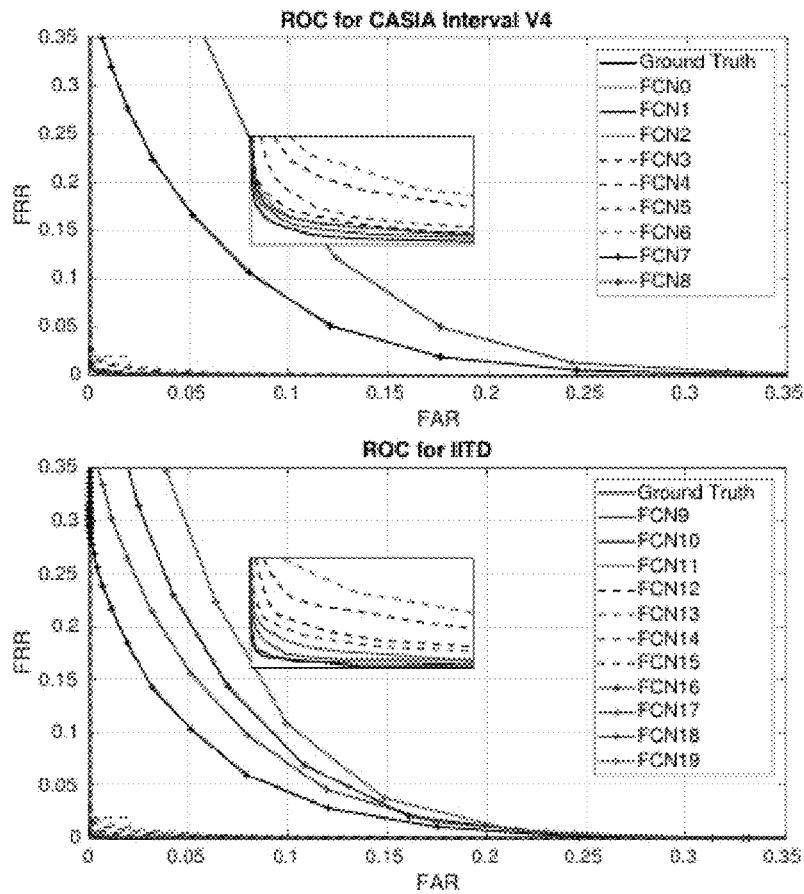 ROC for CASIA Interval V4
0.35
0.3
0.25
0.2
0.15
0.1
0.05
0
FRR
Ground Truth
FCN0
FCN1
FCN2
FCN3
FCN4
FCN5
FCN6
FCN7
FCN8
0 0.05 0.1 0.15 0.2 0.25 0.3 0.35
FAR
ROC for IITD
0.35
0.3
0.25
0.2
0.15
0.1
0.05
0
FRR
Ground Truth
FCN9
FCN10
FCN11
FCN12
FCN13
FCN14
FCN15
FCN16
FCN17
FCN18
FCN19
0 0.05 0.1 0.15 0.2 0.25 0.3 0.35
FAR